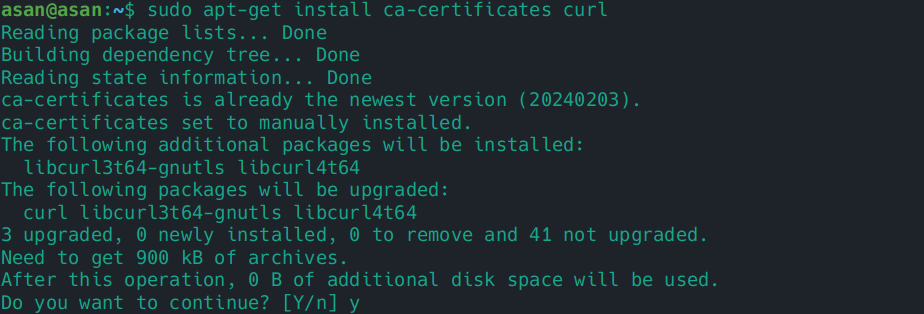 asan@asan:~$ sudo apt-get install ca-certificates curl
Reading package lists... Done
Building dependency tree... Done
Reading state information... Done
ca-certificates is already the newest version (20240203).
ca-certificates set to manually installed.
The following additional packages will be installed:
  libcurl3t64-gnutls libcurl4t64
The following packages will be upgraded:
  curl libcurl3t64-gnutls libcurl4t64
3 upgraded, 0 newly installed, 0 to remove and 41 not upgraded.
Need to get 900 kB of archives.
After this operation, 0 B of additional disk space will be used.
Do you want to continue? [Y/n] y